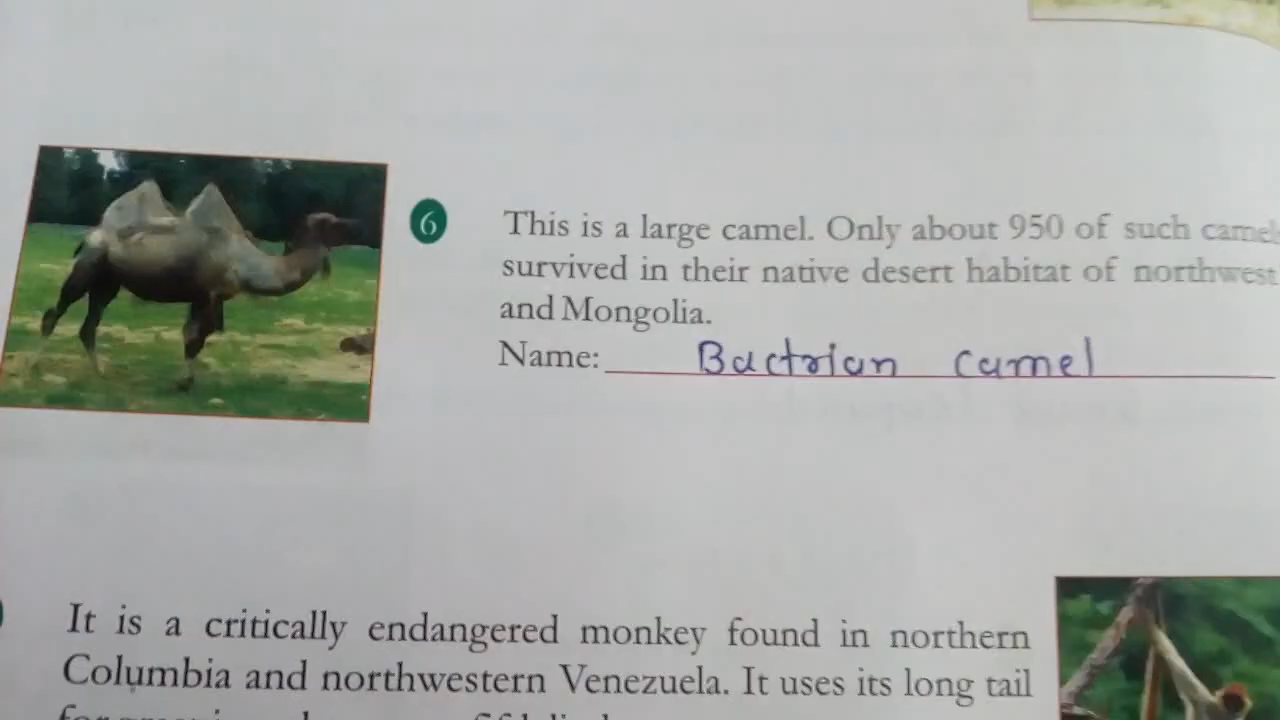 6
This is a large camel. Only about 950 of such camel
survived in their native desert habitat of northwest
and Mongolia.
Name: Bactrian camel
It is a critically endangered monkey found in northern
Columbia and northwestern Venezuela. It uses its long tail